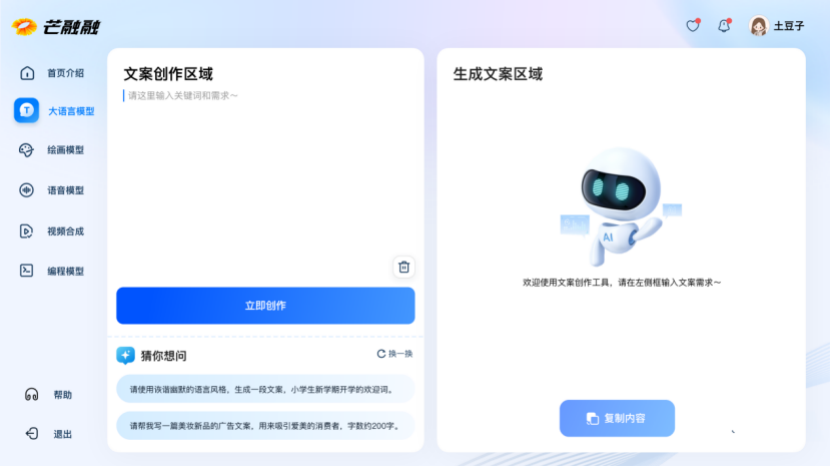 芒融融
土豆子
首页介绍
大语言模型
绘画模型
语音模型
视频合成
编程模型
帮助
退出
文案创作区域
请这里输入关键词和需求~
立即创作
猜你想问
换一换
请使用诙谐幽默的语言风格，生成一段文案，小学生新学期开学的欢迎词。
请帮我写一篇美妆新品的广告文案，用来吸引爱美的消费者，字数约200字。
生成文案区域
AI
欢迎使用文案创作工具，请在左侧框输入文案需求~
复制内容